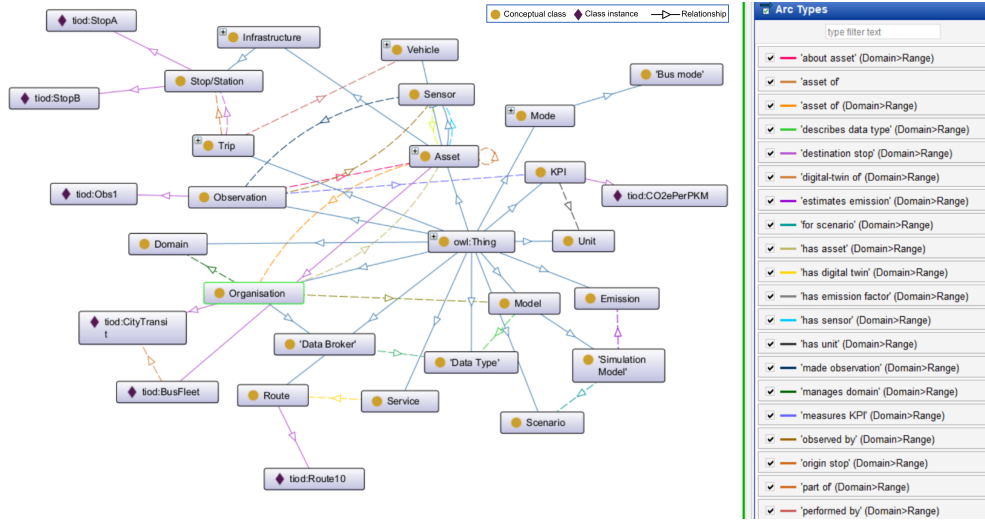 Conceptual class
Class instance
Relationship
tiod:StopA
Infrastructure
Vehicle
'Bus mode'
Stop/Station
tiod:StopB
Sensor
Mode
Trip
Asset
KPI
tiod:Obs1
Observation
tiod:CO2ePerPKM
Domain
owl:Thing
Unit
Organisation
Model
Emission
tiod:CityTransi
t
'Data Broker'
'Data Type'
'Simulation
Model'
tiod:BusFleet
Route
Service
Scenario
tiod:Route10
Arc Types
type filter text
'about asset' (Domain>Range)
'asset of'
'asset of' (Domain>Range)
'describes data type' (Domain>Range)
'destination stop' (Domain>Range)
'digital-twin of'
'estimates emission' (Domain>Range)
'for scenario' (Domain>Range)
'has asset' (Domain>Range)
'has digital twin' (Domain>Range)
'has emission factor' (Domain>Range)
'has sensor' (Domain>Range)
'has unit' (Domain>Range)
'made observation' (Domain>Range)
'manages domain' (Domain>Range)
'measures KPI' (Domain>Range)
'observed by' (Domain>Range)
'origin stop' (Domain>Range)
'part of' (Domain>Range)
'performed by' (Domain>Range)